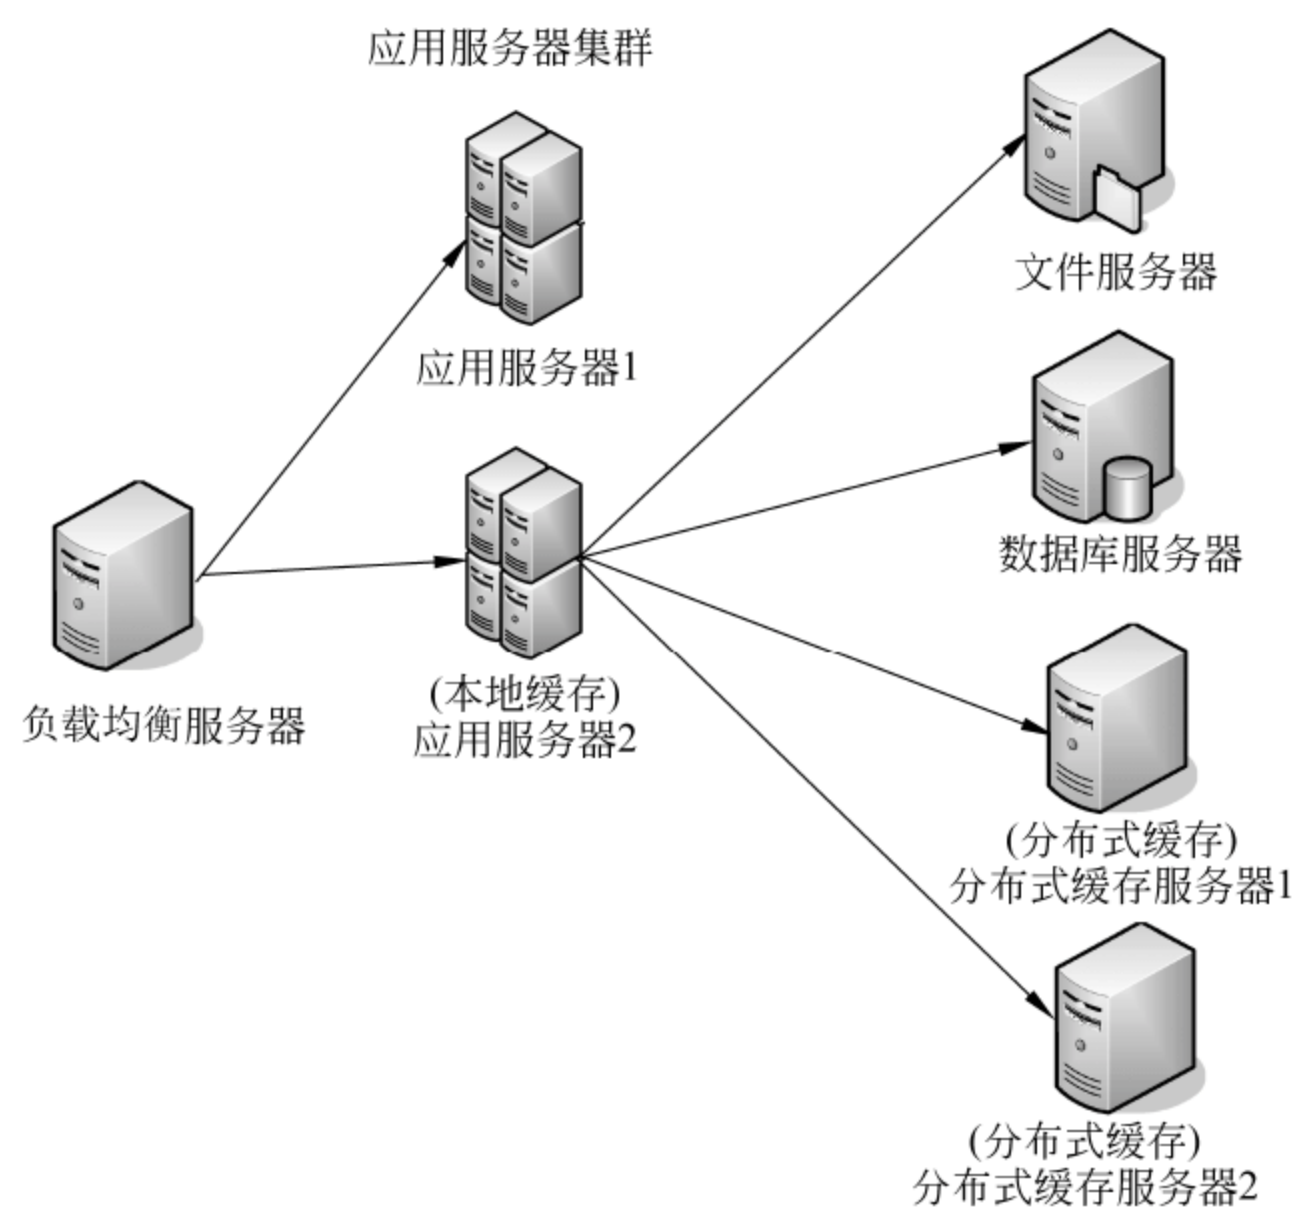 应用服务器集群
文件服务器
应用服务器1
数据库服务器
(本地缓存)
应用服务器2
负载均衡服务器
(分布式缓存)
分布式缓存服务器1
(分布式缓存)
分布式缓存服务器2